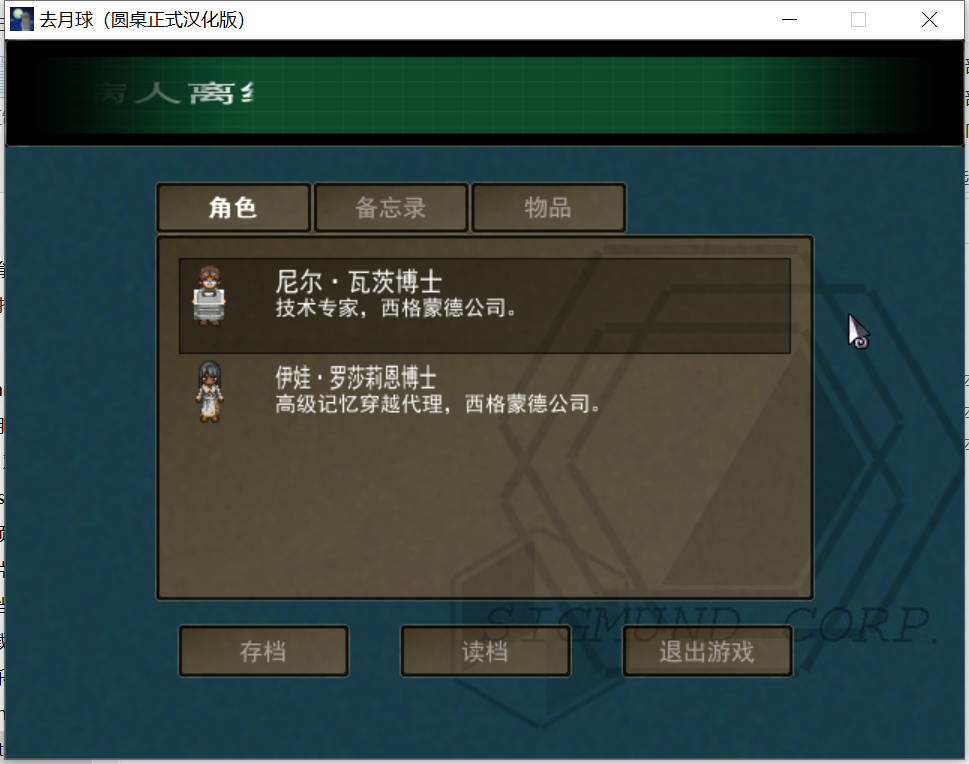 去月球（圆桌正式汉化版）
病人离线
角色
备忘录
物品
尼尔·瓦茨博士
技术专家，西格蒙德公司。
伊娃·罗莎莉恩博士
高级记忆穿越代理，西格蒙德公司。
SIGMUND CORP.
存档
读档
退出游戏